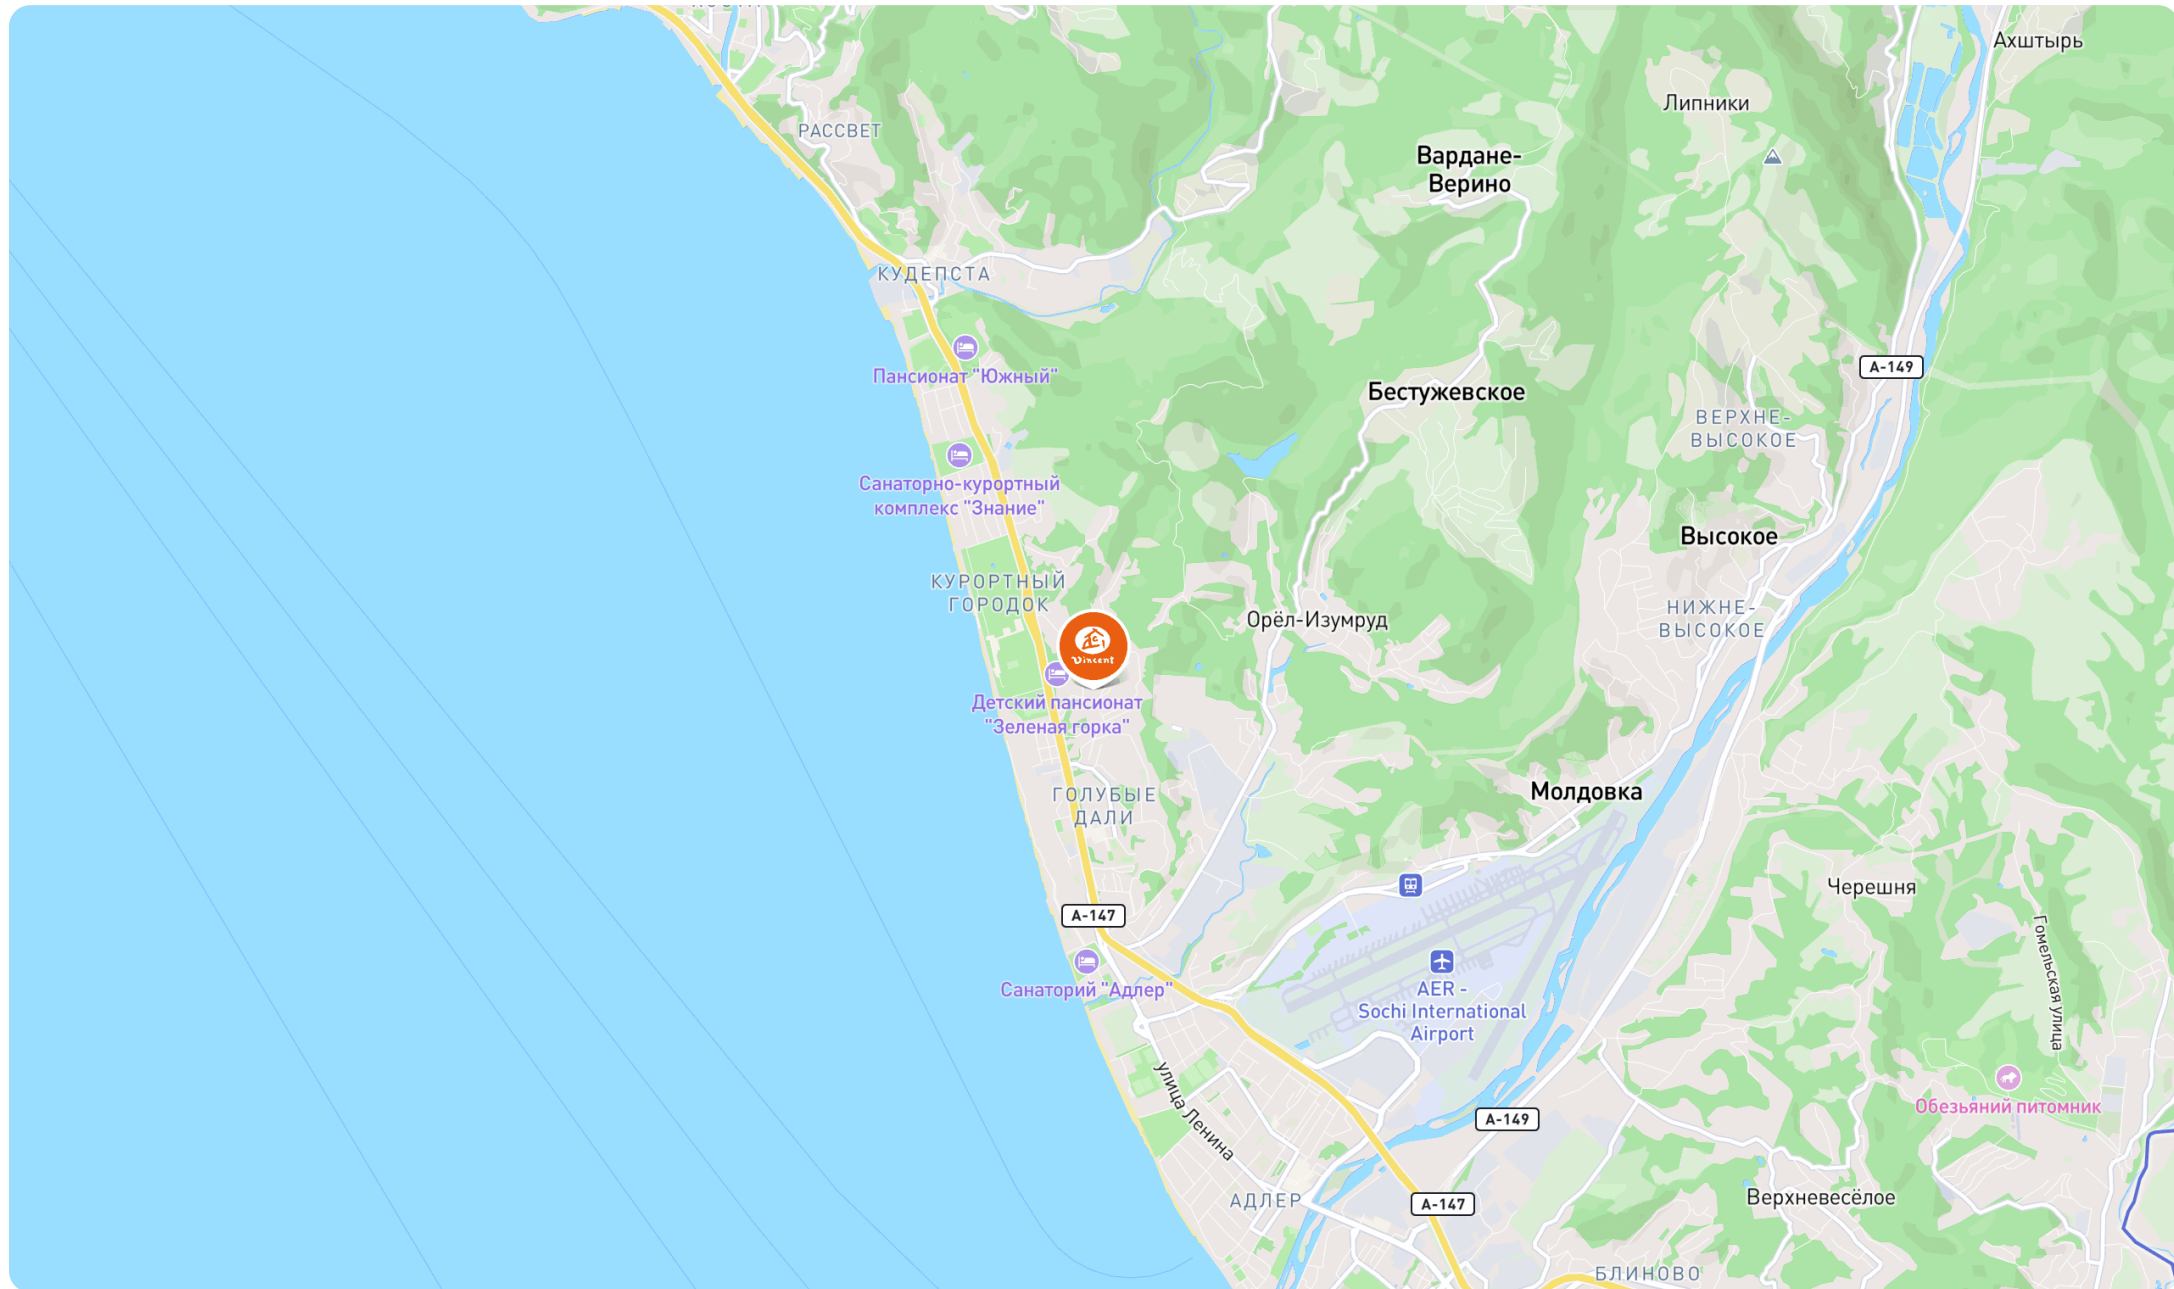 Ахштырь
Липники
РАССВЕТ
Вардане-
Верино
КУДЕПСТА
А-149
Пансионат "Южный"
Бестужевское
ВЕРХНЕ-
ВЫСОКОЕ
Санаторно-курортный
комплекс "Знание"
Высокое
КУРОРТНЫЙ
ГОРОДОК
НИЖНЕ-
ВЫСОКОЕ
Орёл-Изумруд
Vincent
Детский пансионат
"Зеленая горка"
Молдовка
ГОЛУБЫЕ
ДАЛИ
Черешня
А-147
Гомельская улица
Санаторий "Адлер"
AER -
Sochi International
Airport
улица Ленина
Обезьяний питомник
А-149
АДЛЕР
А-147
Верхневесёлое
БЛИНОВО